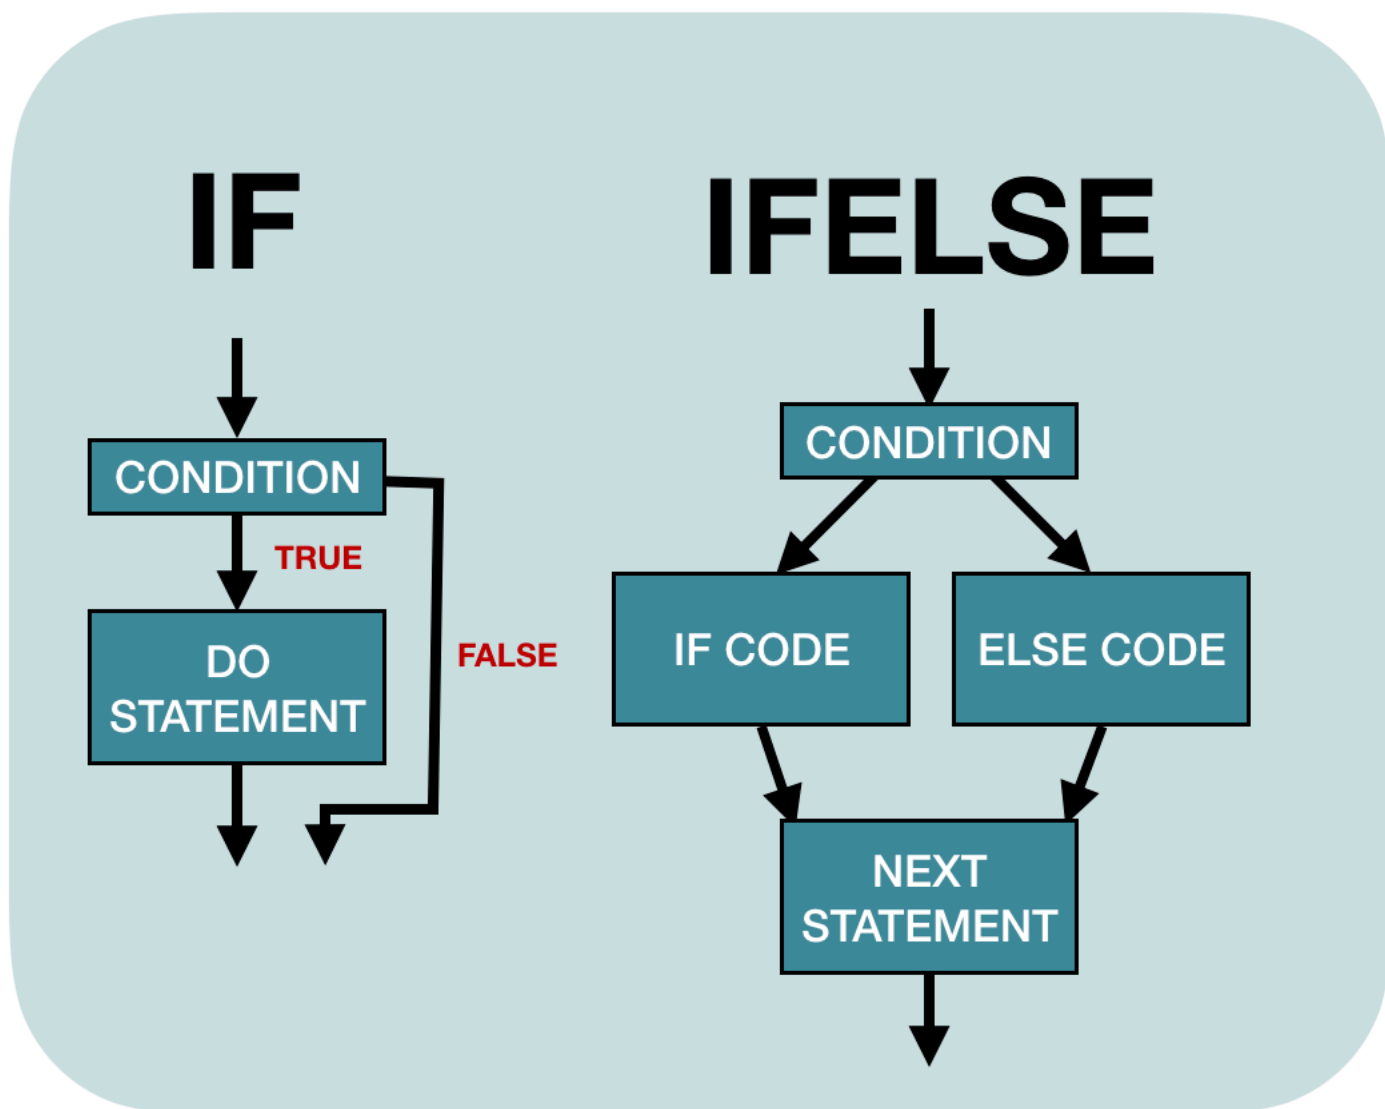 IF
CONDITION
TRUE
DO
STATEMENT
FALSE
IFELSE
CONDITION
IF CODE
ELSE CODE
NEXT
STATEMENT